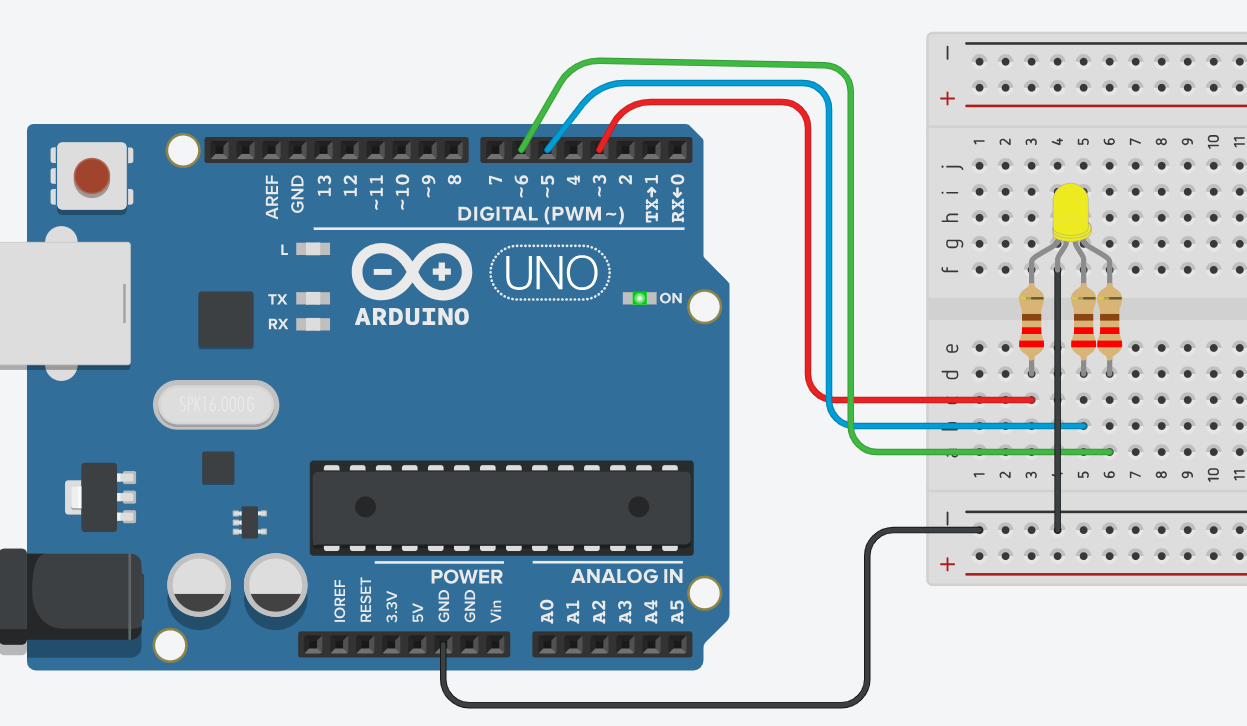 1 2 3 4 5 6 7 8 9 10 11
j
i
h
g
f
e
d
c
b
a
1 2 3 4 5 6 7 8 9 10 11
AREF GND 13 12 ~11 ~10 ~9 8 7 ~6 ~5 4 ~3 2 TX→1 RX←0
DIGITAL (PWM~)
L
TX
RX
UNO
ON
ARDUINO
SPK16.000G
POWER
ANALOG IN
IOREF RESET 3.3V 5V GND GND Vin A0 A1 A2 A3 A4 A5